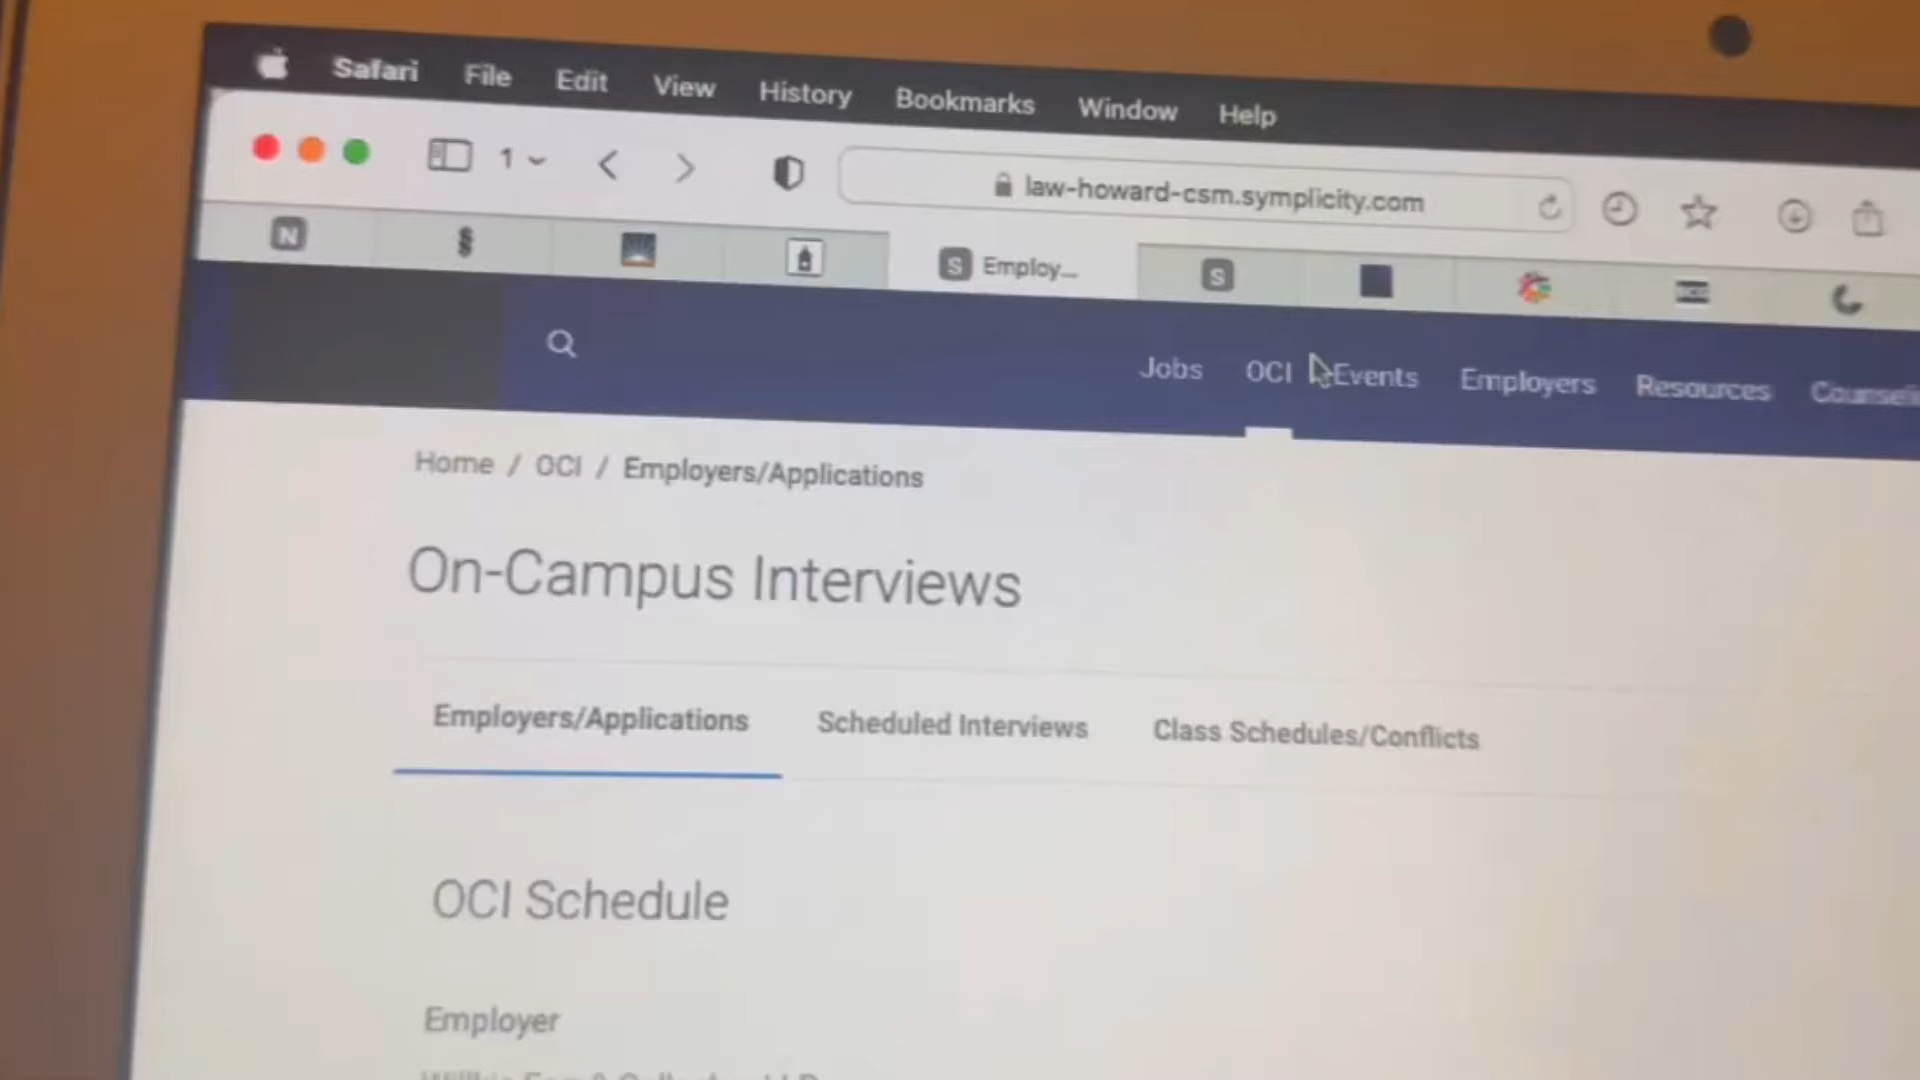 Safari File Edit View History Bookmarks Window Help
1
law-howard-csm.symplicity.com
N
S Employ...
S
Jobs OCI Events Employers Resources
Home / OCI / Employers/Applications
On-Campus Interviews
Employers/Applications Scheduled Interviews Class Schedules/Conflicts
OCI Schedule
Employer